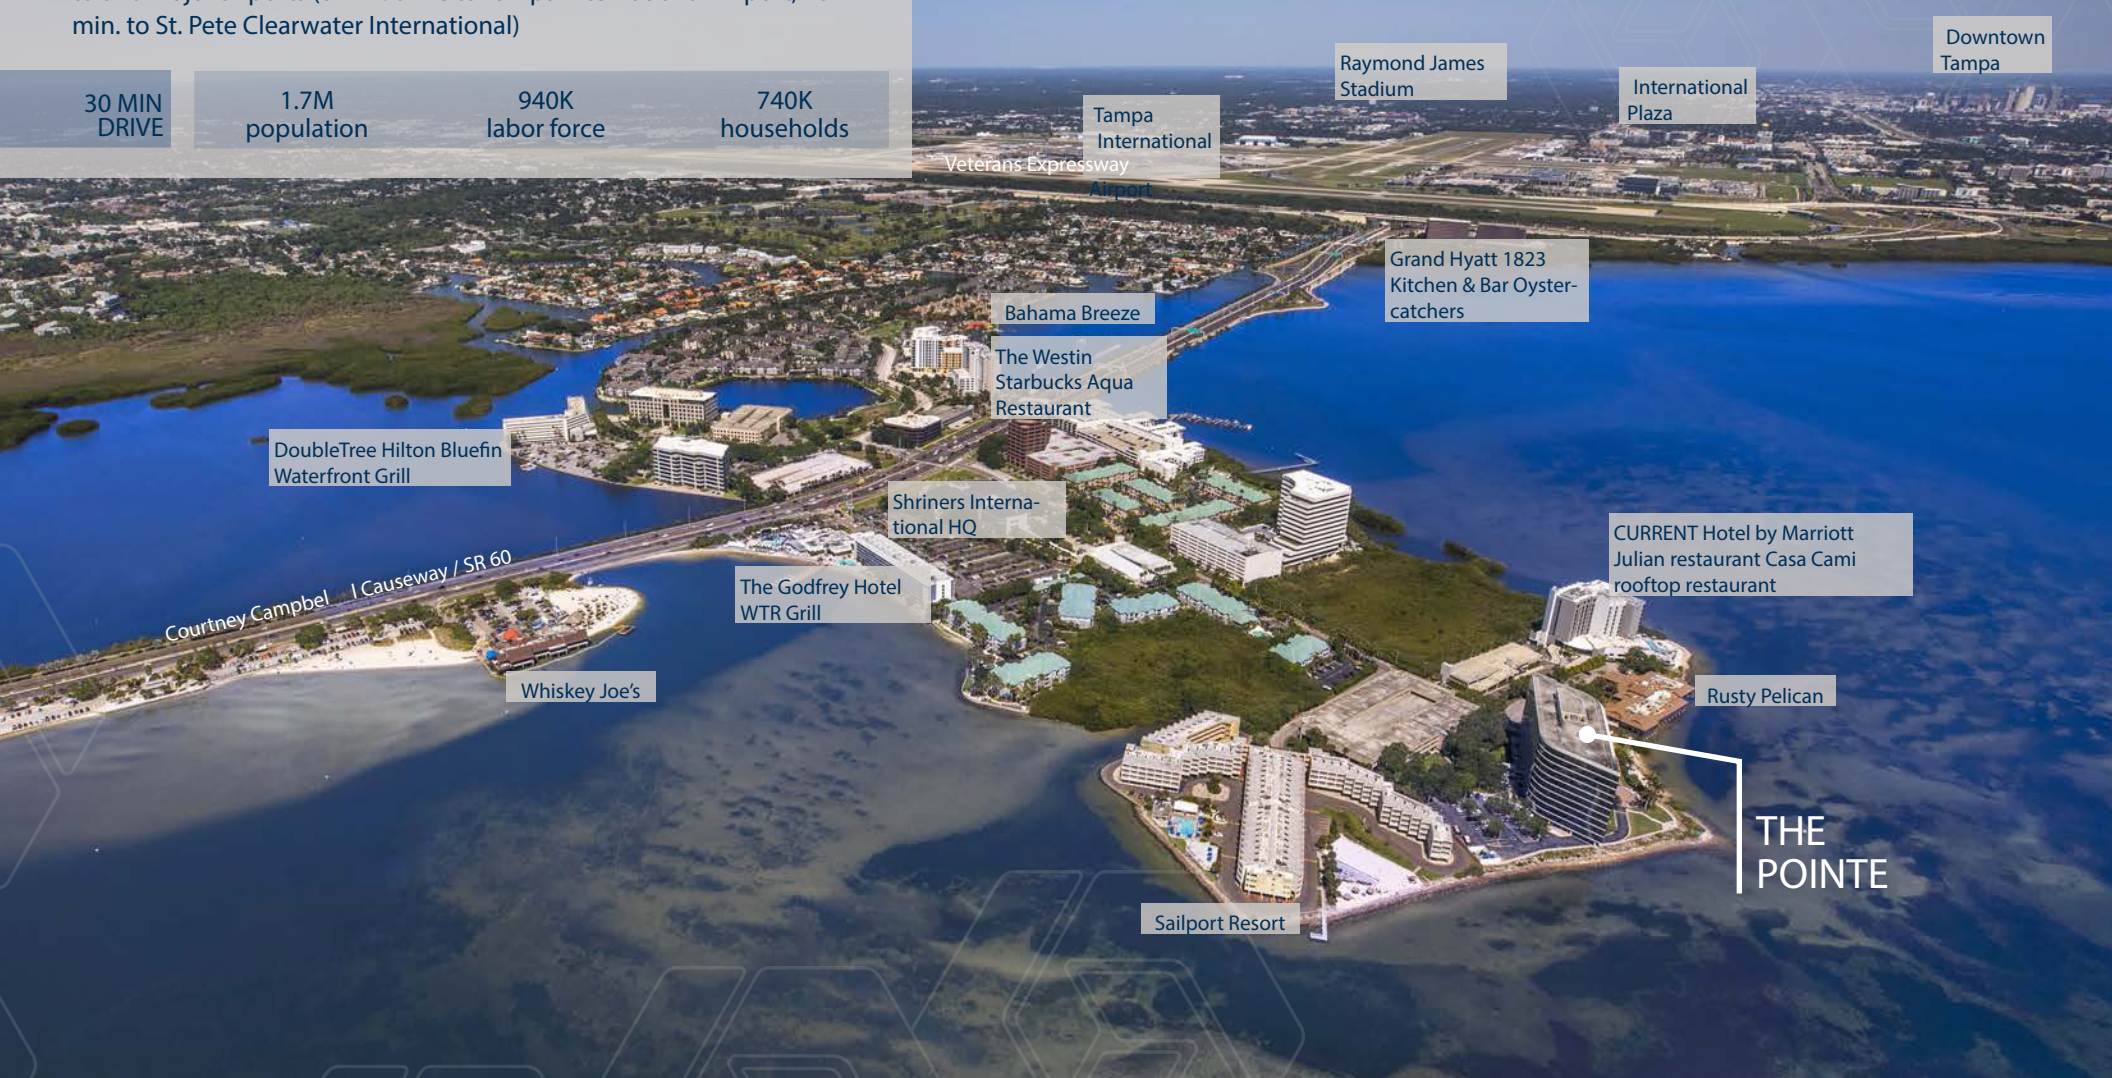 min. to St. Pete Clearwater International)
30 MIN
DRIVE
1.7M
population
940K
labor force
740K
households
Downtown
Tampa
Raymond James
Stadium
International
Plaza
Tampa
International
Airport
Veterans Expressway
Grand Hyatt 1823
Kitchen & Bar Oyster-
catchers
Bahama Breeze
The Westin
Starbucks Aqua
Restaurant
DoubleTree Hilton Bluefin
Waterfront Grill
Shriners Interna-
tional HQ
CURRENT Hotel by Marriott
Julian restaurant Casa Cami
rooftop restaurant
Courtney Campbel l Causeway / SR 60
The Godfrey Hotel
WTR Grill
Whiskey Joe's
Rusty Pelican
THE
POINTE
Sailport Resort